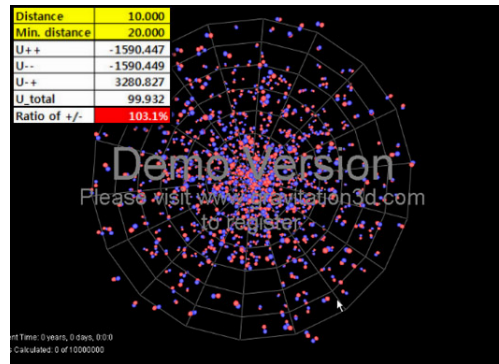 Distance 10.000
Min. distance 20.000
U++ -1590.447
U-- -1590.449
U-+ 3280.827
U_total 99.932
Ratio of +/- 103.1%
Demo Version
Please visit www.gravitation3d.com
to register
nt Time: 0 years, 0 days, 0:0:0
s Calculated: 0 of 10000000